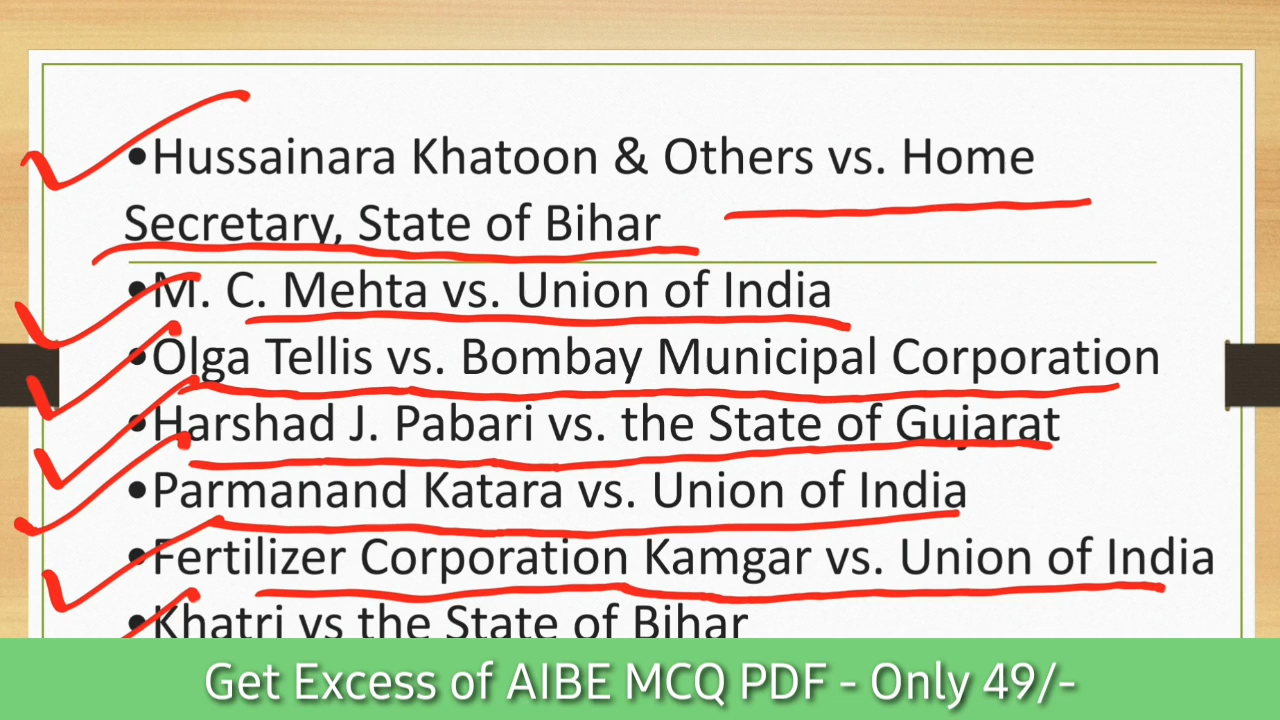 •Hussainara Khatoon & Others vs. Home
Secretary, State of Bihar
•M. C. Mehta vs. Union of India
•Olga Tellis vs. Bombay Municipal Corporation
•Harshad J. Pabari vs. the State of Gujarat
•Parmanand Katara vs. Union of India
•Fertilizer Corporation Kamgar vs. Union of India
•Khatri vs the State of Bihar
Get Excess of AIBE MCQ PDF - Only 49/-